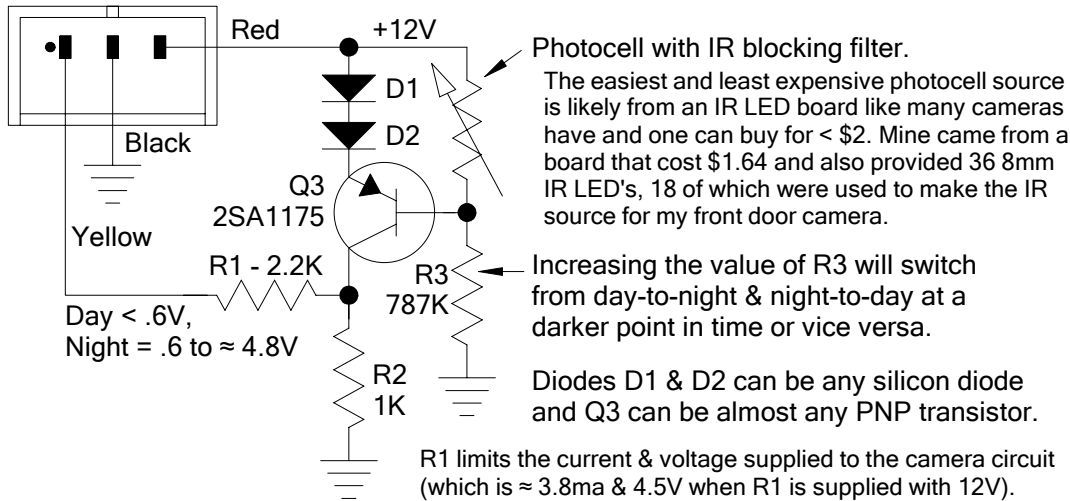 Red
+12V
Photocell with IR blocking filter.
The easiest and least expensive photocell source
is likely from an IR LED board like many cameras
have and one can buy for < $2. Mine came from a
board that cost $1.64 and also provided 36 8mm
IR LED's, 18 of which were used to make the IR
source for my front door camera.
D1
D2
Black
Q3
2SA1175
Yellow
R1 - 2.2K
R3
787K
Increasing the value of R3 will switch
from day-to-night & night-to-day at a
darker point in time or vice versa.
Day < .6V,
Night = .6 to ≈ 4.8V
R2
1K
Diodes D1 & D2 can be any silicon diode
and Q3 can be almost any PNP transistor.
R1 limits the current & voltage supplied to the camera circuit
(which is ≈ 3.8ma & 4.5V when R1 is supplied with 12V).